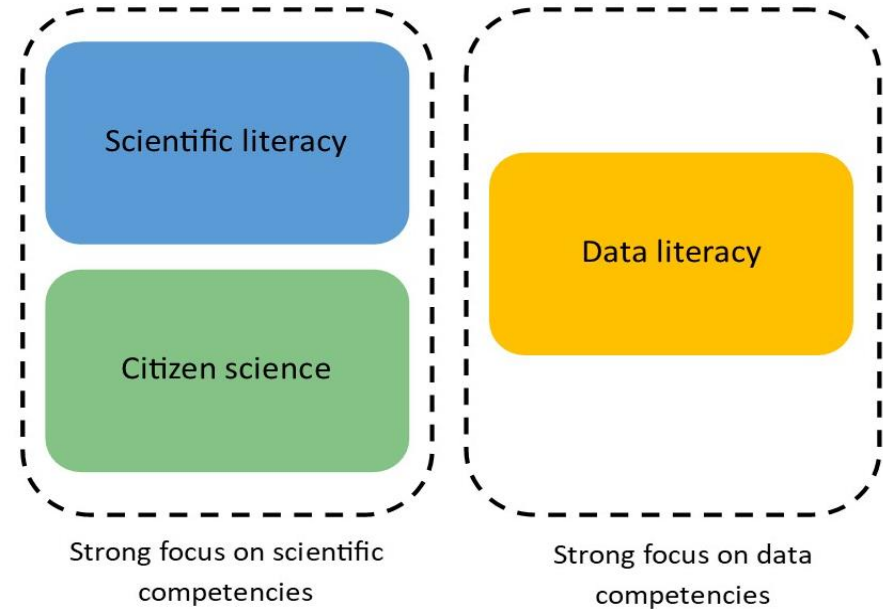 Scientific literacy
Citizen science
Strong focus on scientific
competencies
Data literacy
Strong focus on data
competencies